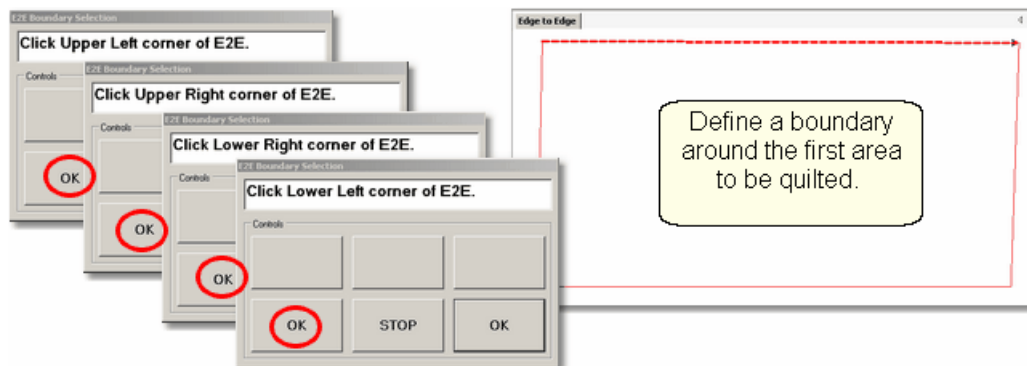 E2E Boundary Selection
Click Upper Left corner of E2E.
Controls
OK
E2E Boundary Selection
Click Upper Right corner of E2E.
Controls
OK
E2E Boundary Selection
Click Lower Right corner of E2E.
Controls
OK
E2E Boundary Selection
Click Lower Left corner of E2E.
Controls
OK STOP OK
Edge to Edge
Define a boundary
around the first area
to be quilted.